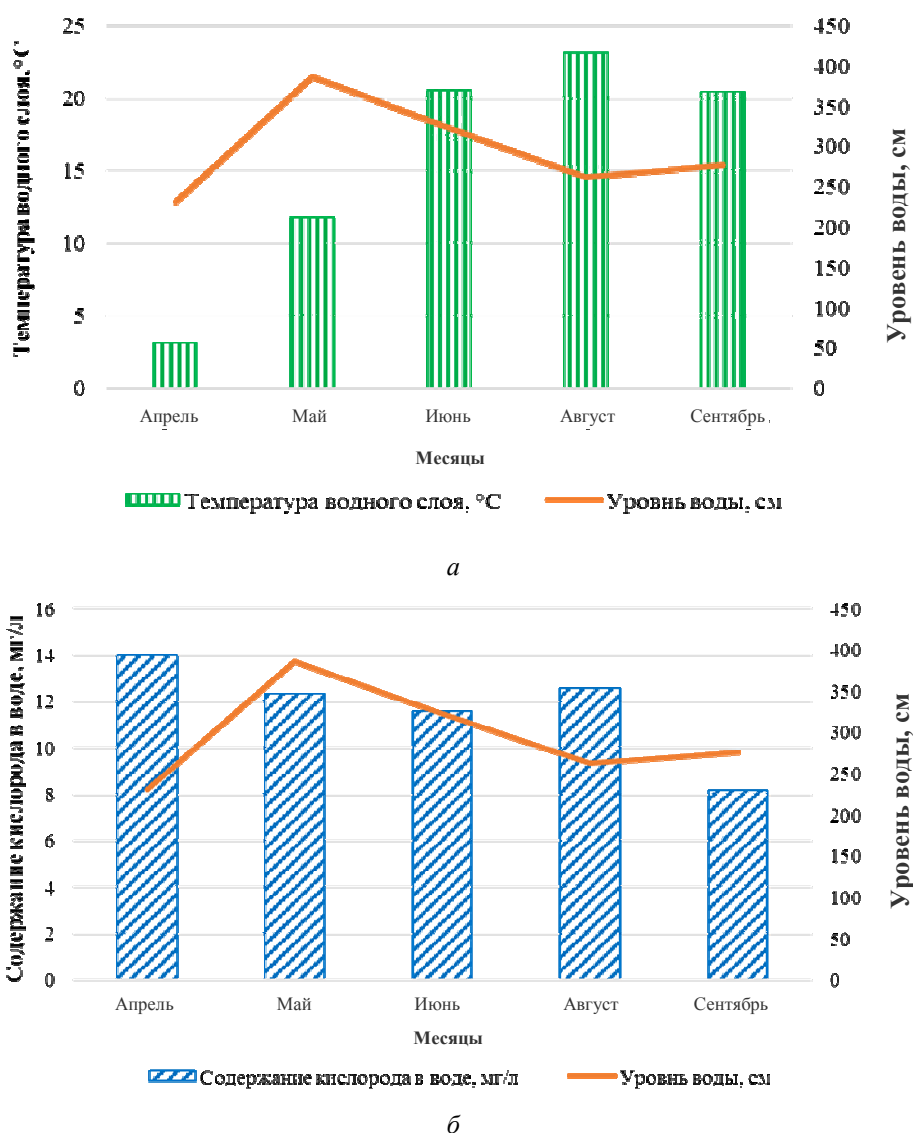 Температура водного слоя, °С
Уровень воды, см
25
20
15
10
5
0
450
400
350
300
250
200
150
100
50
0
Апрель Май Июнь Август Сентябрь
Месяцы
Температура водного слоя, °С Уровнь воды, см
а
Содержание кислорода в воде, мг/л
Уровень воды, см
16
14
12
10
8
6
4
2
0
450
400
350
300
250
200
150
100
50
0
Апрель Май Июнь Август Сентябрь
Месяцы
Содержание кислорода в воде, мг/л Уровнь воды, см
б